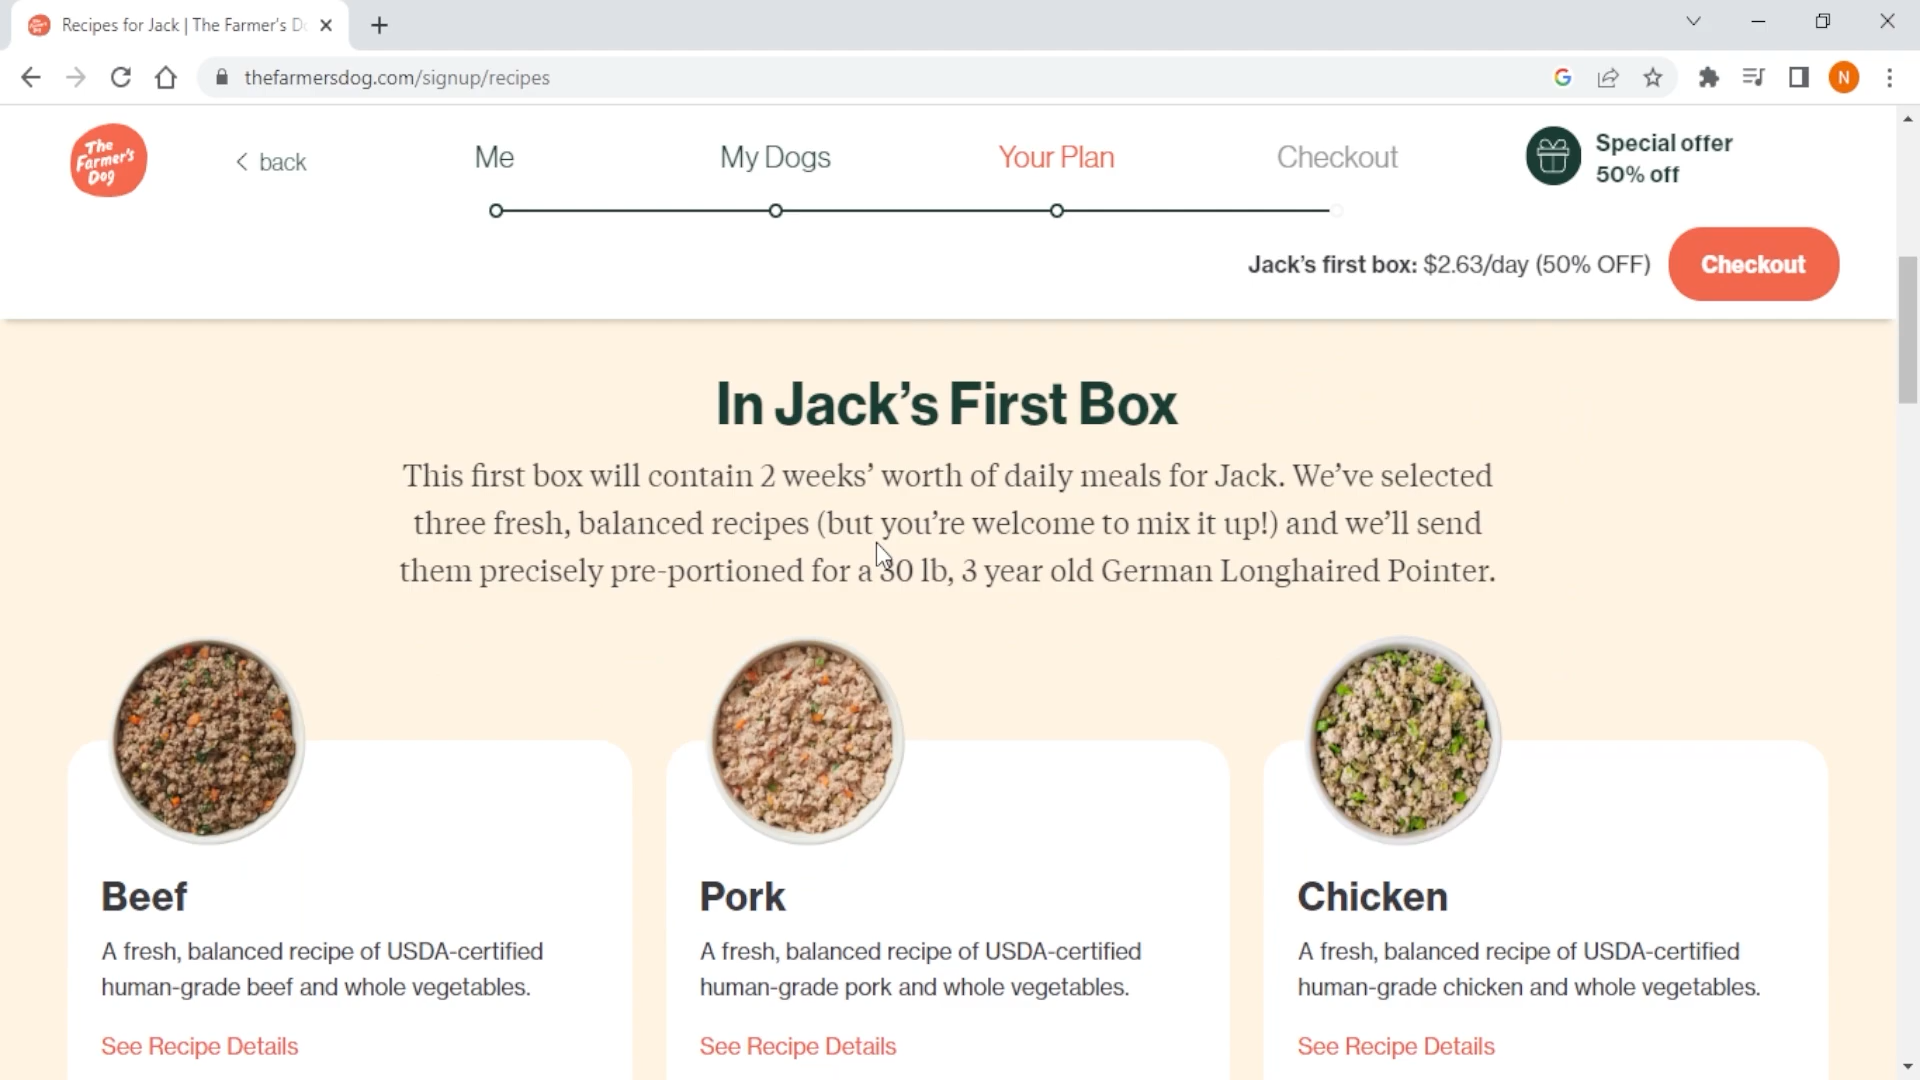 Recipes for Jack | The Farmer's D
thefarmersdog.com/signup/recipes
N
The
Farmer's
Dog
< back
Me
My Dogs
Your Plan
Checkout
Special offer
50% off
Jack's first box: $2.63/day (50% OFF)
Checkout
In Jack's First Box
This first box will contain 2 weeks' worth of daily meals for Jack. We've selected
three fresh, balanced recipes (but you're welcome to mix it up!) and we'll send
them precisely pre-portioned for a 30 lb, 3 year old German Longhaired Pointer.
Beef
A fresh, balanced recipe of USDA-certified
human-grade beef and whole vegetables.
See Recipe Details
Pork
A fresh, balanced recipe of USDA-certified
human-grade pork and whole vegetables.
See Recipe Details
Chicken
A fresh, balanced recipe of USDA-certified
human-grade chicken and whole vegetables.
See Recipe Details